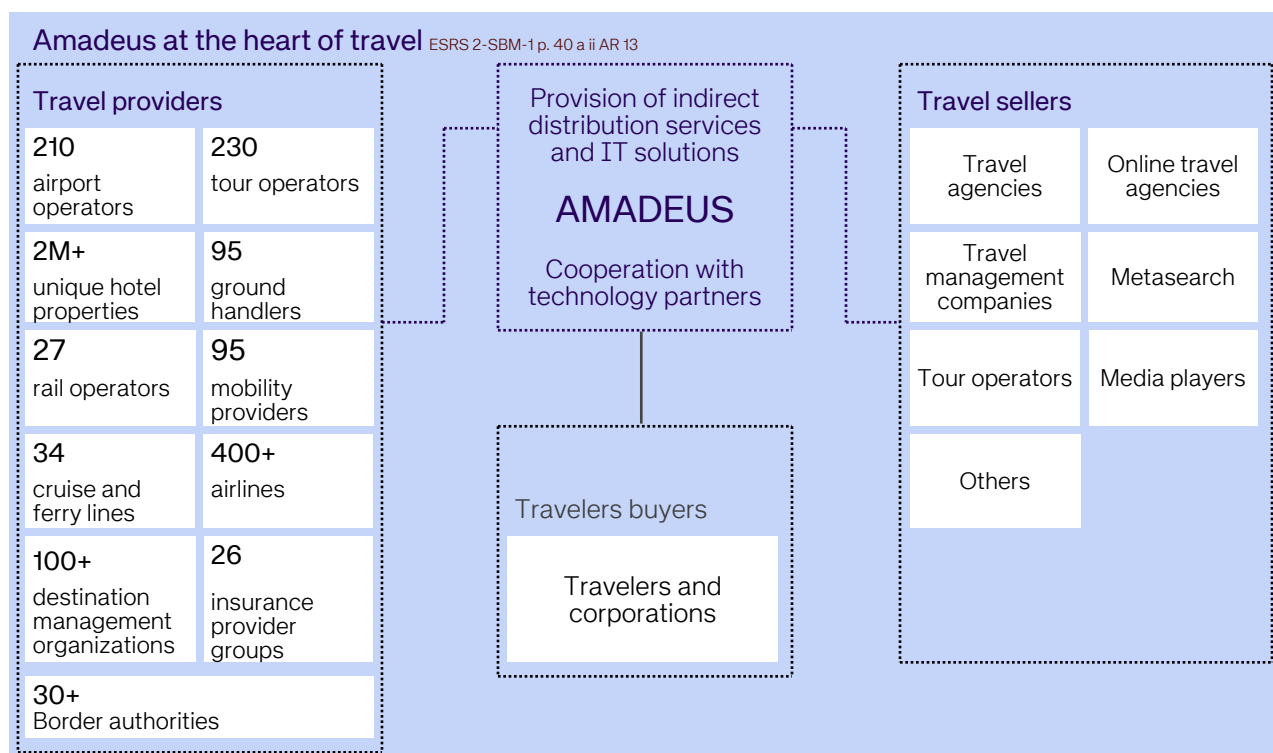 Amadeus at the heart of travel ESRS 2-SBM-1 p. 40 a ii AR 13
Travel providers
210
airport
operators
230
tour operators
2M+
unique hotel
properties
95
ground
handlers
27
rail operators
95
mobility
providers
34
cruise and
ferry lines
400+
airlines
100+
destination
management
organizations
26
insurance
provider
groups
30+
Border authorities
Provision of indirect
distribution services
and IT solutions
AMADEUS
Cooperation with
technology partners
Travelers buyers
Travelers and
corporations
Travel sellers
Travel
agencies
Online travel
agencies
Travel
management
companies
Metasearch
Tour operators
Media players
Others